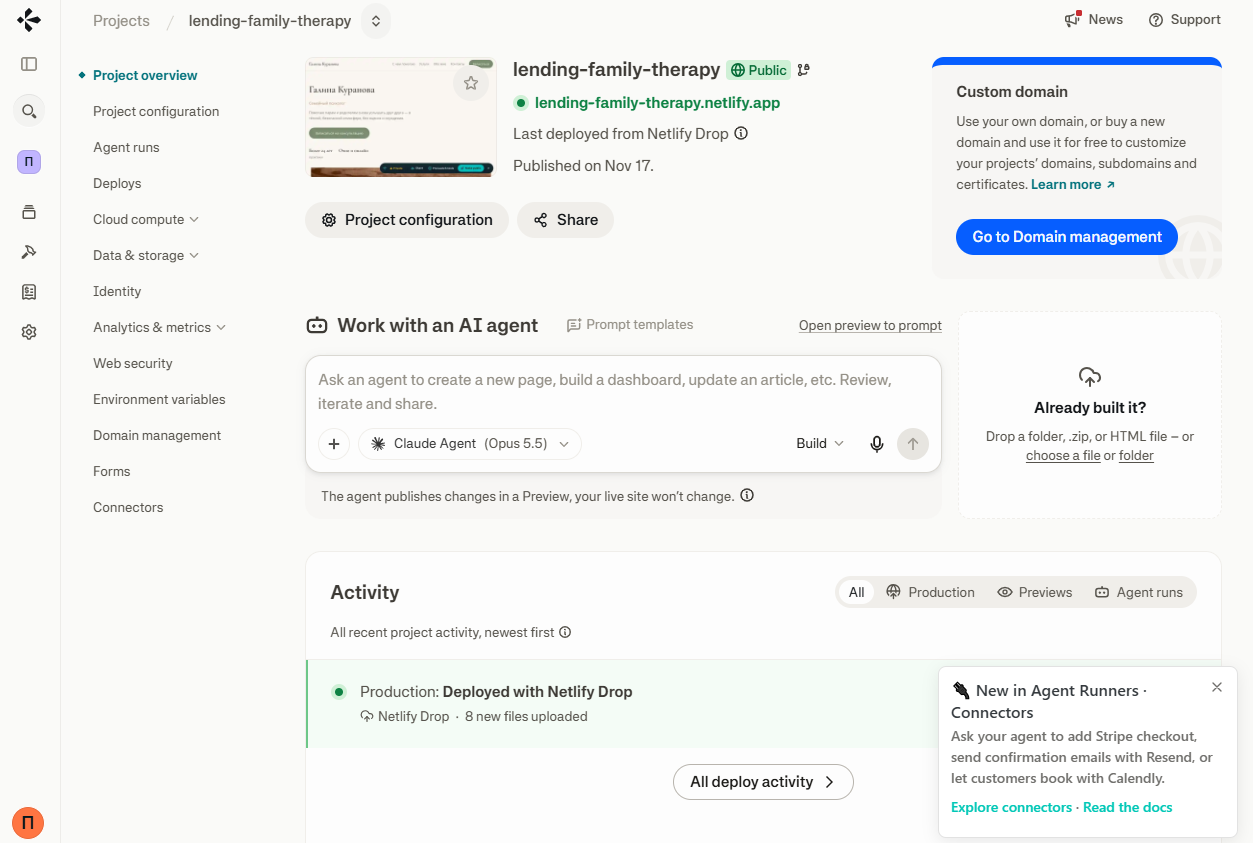 Projects / lending-family-therapy
News
Support
П
Project overview
Project configuration
Agent runs
Deploys
Cloud compute
Data & storage
Identity
Analytics & metrics
Web security
Environment variables
Domain management
Forms
Connectors
П
Галина Куранова
Галина Куранова
lending-family-therapy
Public
lending-family-therapy.netlify.app
Last deployed from Netlify Drop
Published on Nov 17.
Project configuration
Share
Custom domain
Use your own domain, or buy a new
domain and use it for free to customize
your projects’ domains, subdomains and
certificates. Learn more
Go to Domain management
Work with an AI agent
Prompt templates
Open preview to prompt
Ask an agent to create a new page, build a dashboard, update an article, etc. Review,
iterate and share.
Claude Agent (Opus 5.5)
Build
The agent publishes changes in a Preview, your live site won’t change.
Already built it?
Drop a folder, .zip, or HTML file – or
choose a file or folder
Activity
All
Production
Previews
Agent runs
All recent project activity, newest first
Production: Deployed with Netlify Drop
Netlify Drop · 8 new files uploaded
All deploy activity
New in Agent Runners ·
Connectors
Ask your agent to add Stripe checkout,
send confirmation emails with Resend, or
let customers book with Calendly.
Explore connectors · Read the docs